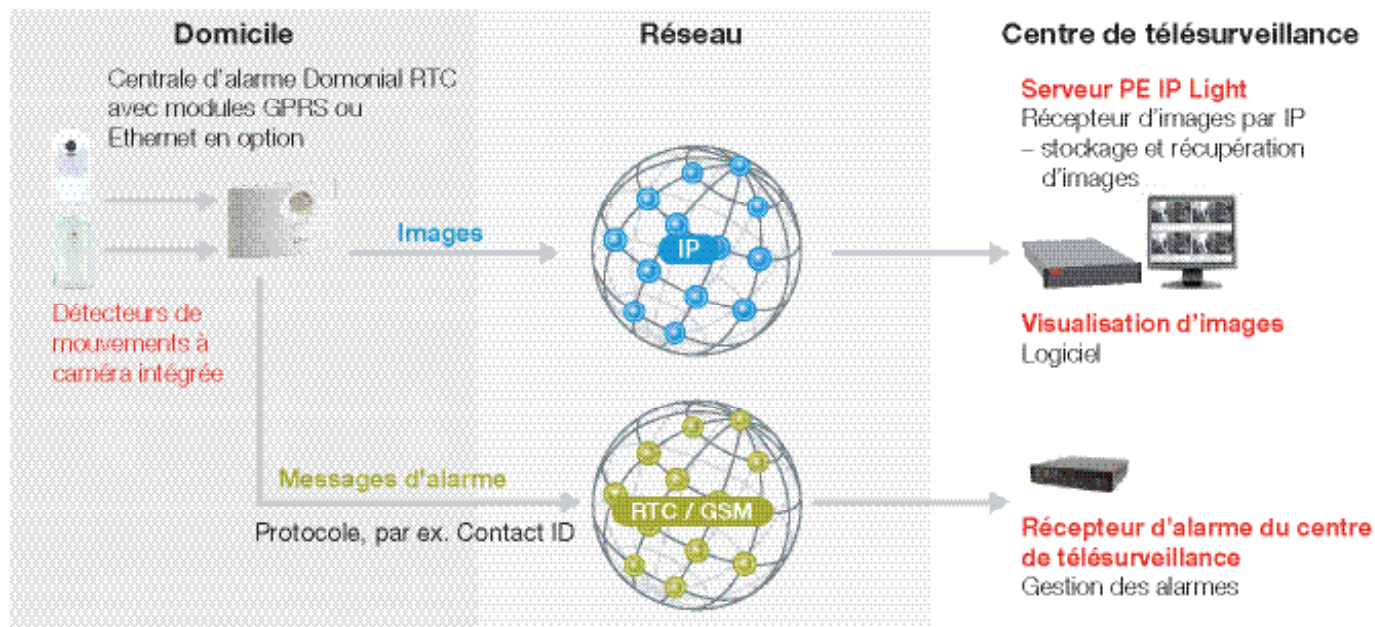 Domicile
Centrale d'alarme Domonial RTC
avec modules GPRS ou
Ethernet en option
Détecteurs de
mouvements à
caméra intégrée
Images
Messages d'alarme
Protocole, par ex. Contact ID
Réseau
IP
RTC / GSM
Centre de télésurveillance
Serveur PE IP Light
Récepteur d'images par IP
– stockage et récupération
d'images
Visualisation d'images
Logiciel
Récepteur d'alarme du centre
de télésurveillance
Gestion des alarmes